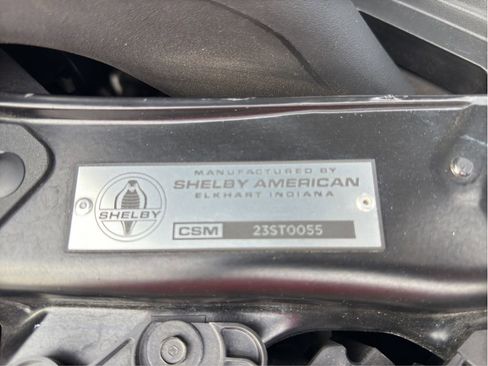 MANUFACTURED BY
SHELBY AMERICAN
ELKHART INDIANA
SHELBY
CSM 23ST0055